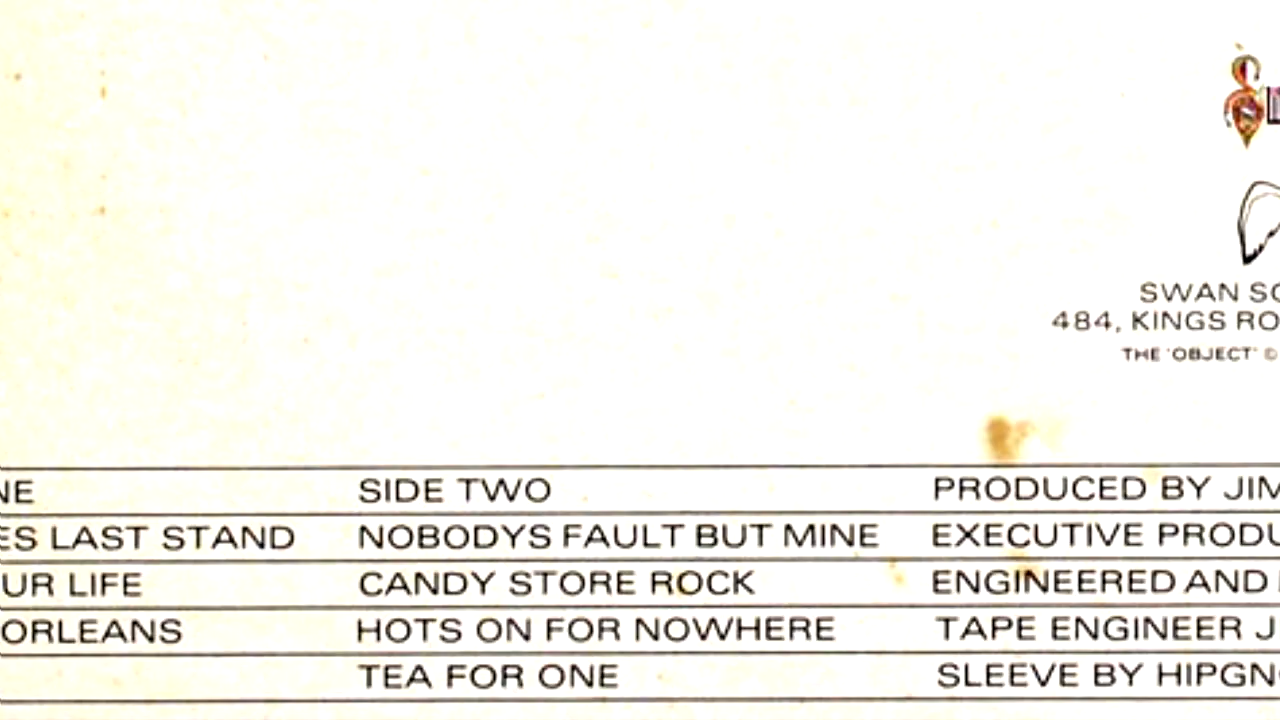 SWAN SO
484, KINGS RO
THE 'OBJECT' ©
NE SIDE TWO PRODUCED BY JIM
ES LAST STAND NOBODYS FAULT BUT MINE EXECUTIVE PRODU
UR LIFE CANDY STORE ROCK ENGINEERED AND
ORLEANS HOTS ON FOR NOWHERE TAPE ENGINEER J
TEA FOR ONE SLEEVE BY HIPGNO